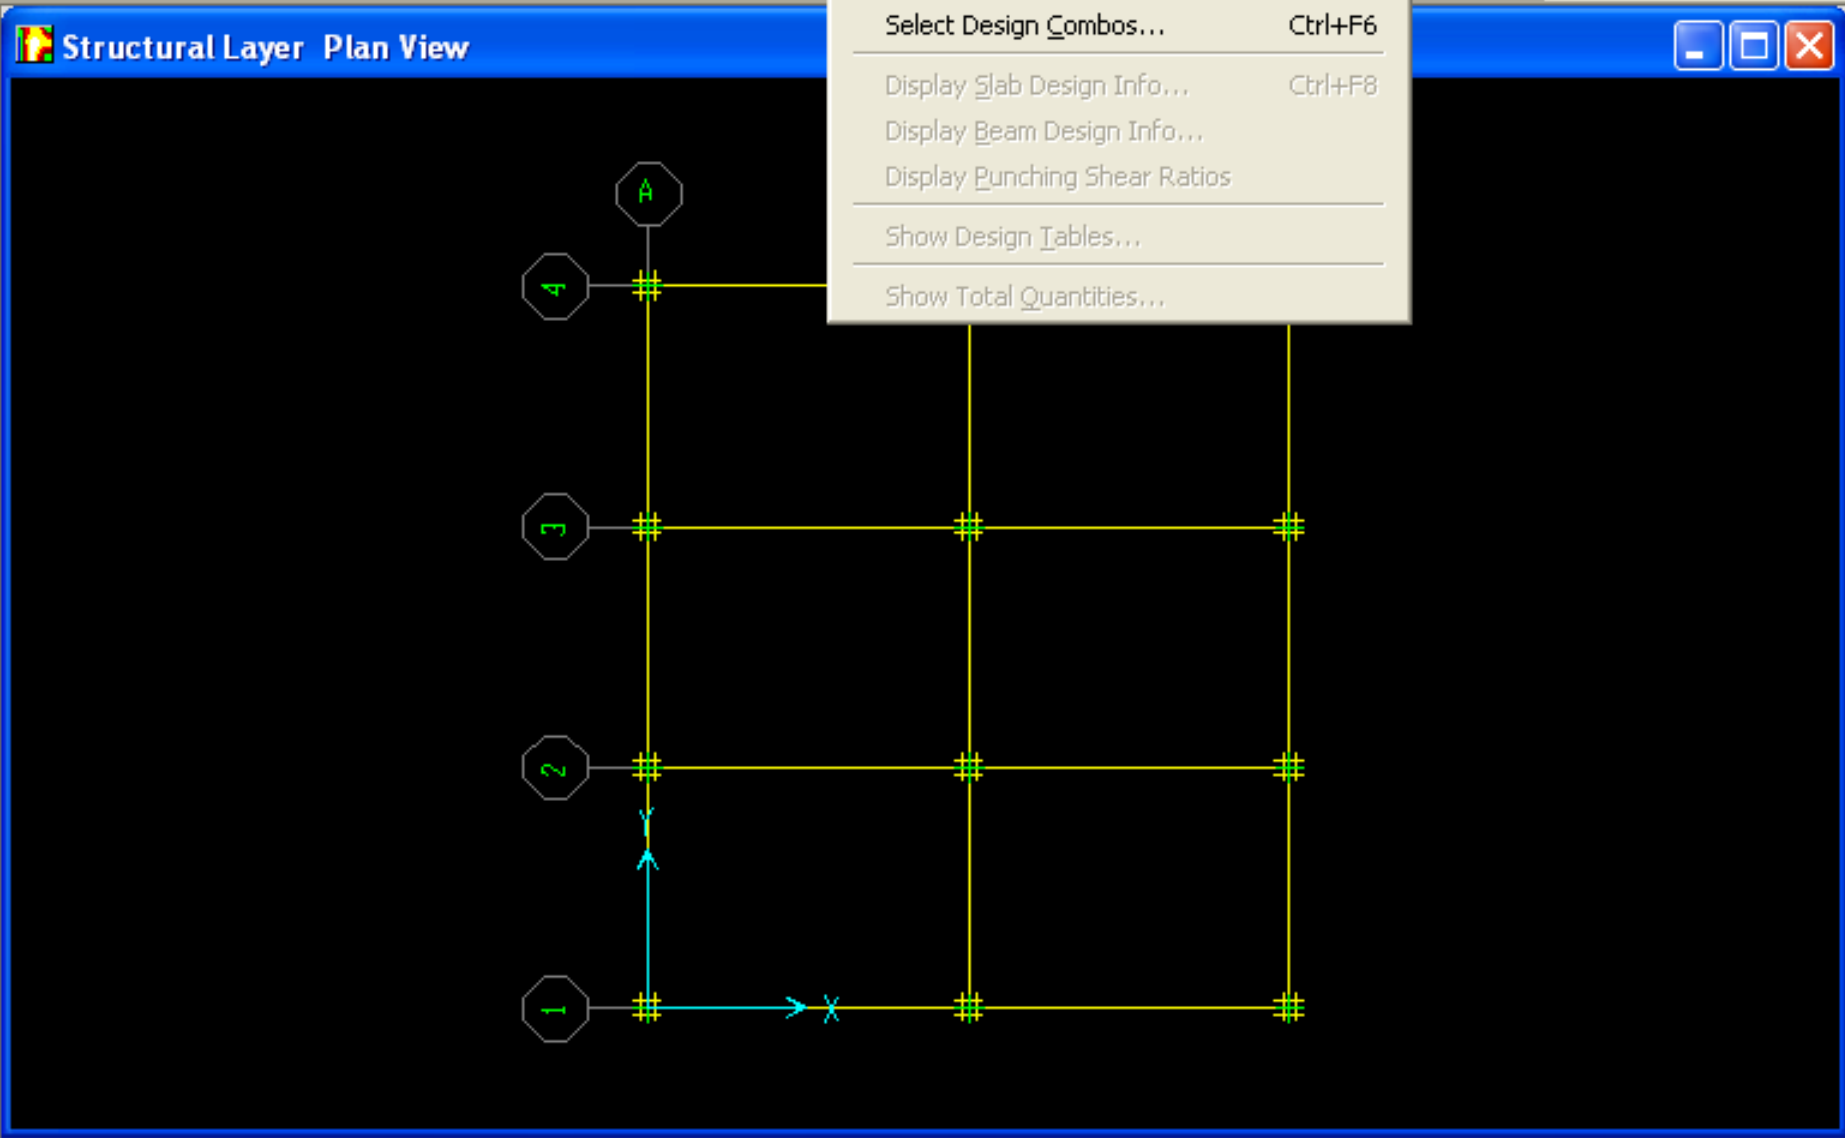 Structural Layer  Plan View
Select Design Combos... Ctrl+F6
Display Slab Design Info... Ctrl+F8
Display Beam Design Info...
Display Punching Shear Ratios
Show Design Tables...
Show Total Quantities...
A
4
3
2
Y
1
X